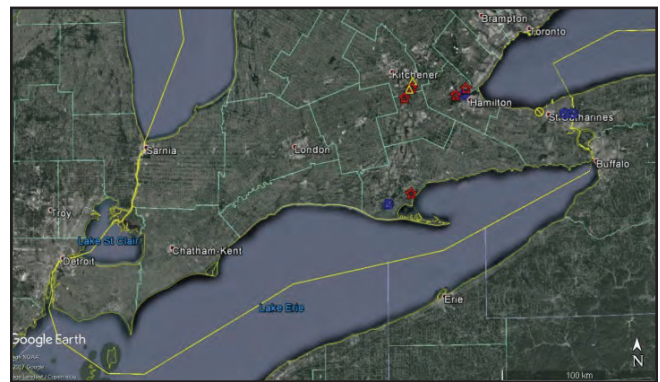 Brampton
Toronto
Kitchener
Hamilton
St Catharines
Sarnia
London
Buffalo
Troy
Lake St Clair
Chatham-Kent
Detroit
Erie
Lake Erie
Google Earth
N
100 km